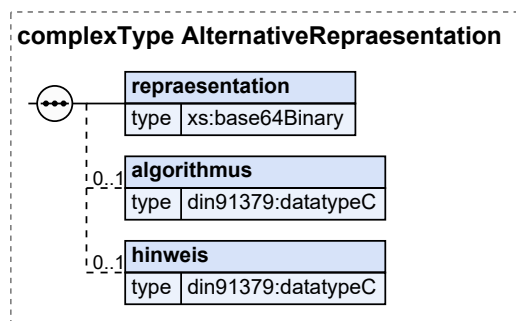 complexType AlternativeRepraesentation
repraesentation
type xs:base64Binary
0..1
algorithmus
type din91379:datatypeC
0..1
hinweis
type din91379:datatypeC